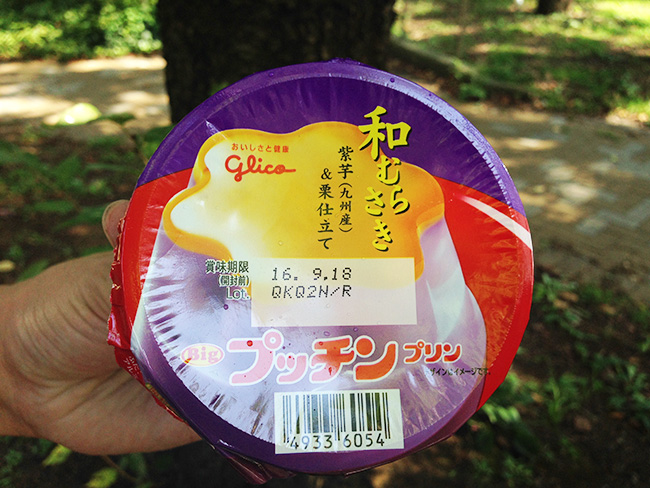 おいしさと健康
glico
和むらさき
紫芋(九州産)
&栗仕立て
賞味期限
(開封前)
Lot.
16. 9.18
QKQ2N/R
Big プッチンプリン
4933 6054